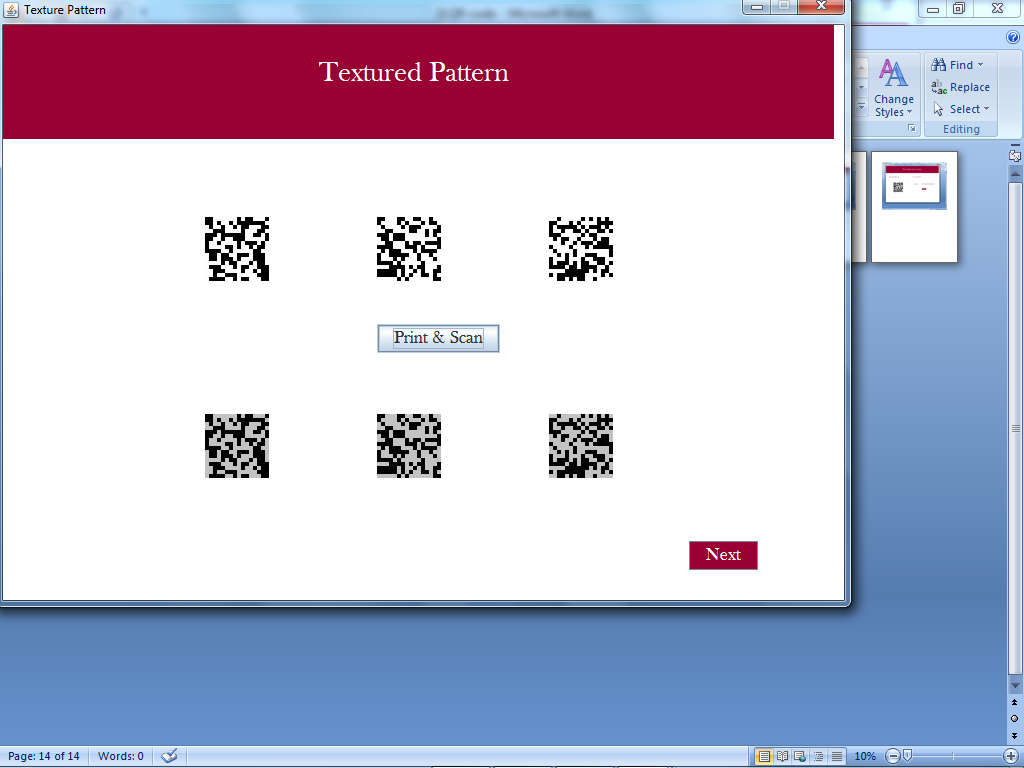 Texture Pattern
Textured Pattern
Print & Scan
Next
Find
Replace
Select
Change
Styles
Editing
Page: 14 of 14
Words: 0
10%